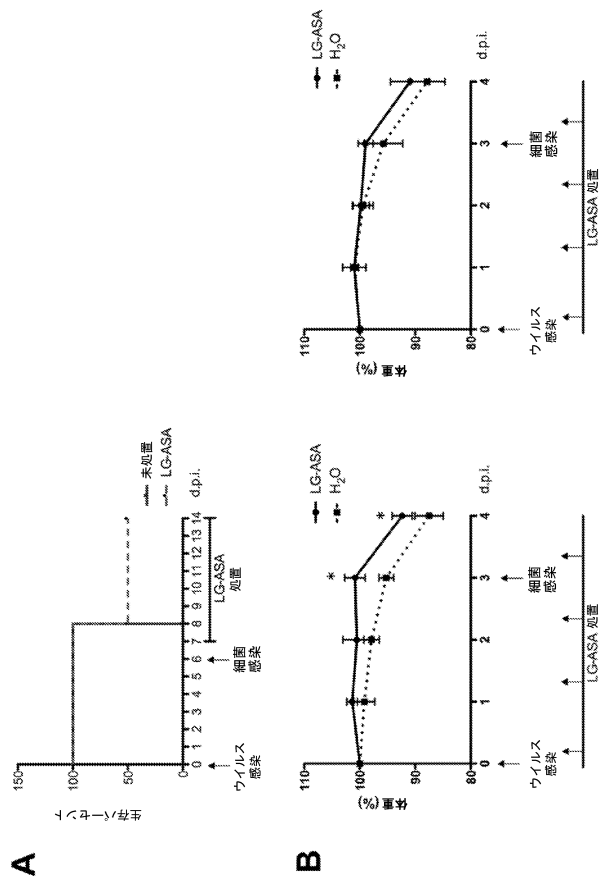 A
生存パーセント
150
100
50
0
0 1 2 3 4 5 6 7 8 9 10 11 12 13 14
d.p.i.
未処置
LG-ASA
ウイルス
感染
細菌
感染
LG-ASA
処置
B
体重(%)
110
100
90
80
0 1 2 3 4
d.p.i.
LG-ASA
H2O
*
*
ウイルス
感染
細菌
感染
LG-ASA 処置
体重(%)
110
100
90
80
0 1 2 3 4
d.p.i.
LG-ASA
H2O
ウイルス
感染
細菌
感染
LG-ASA 処置